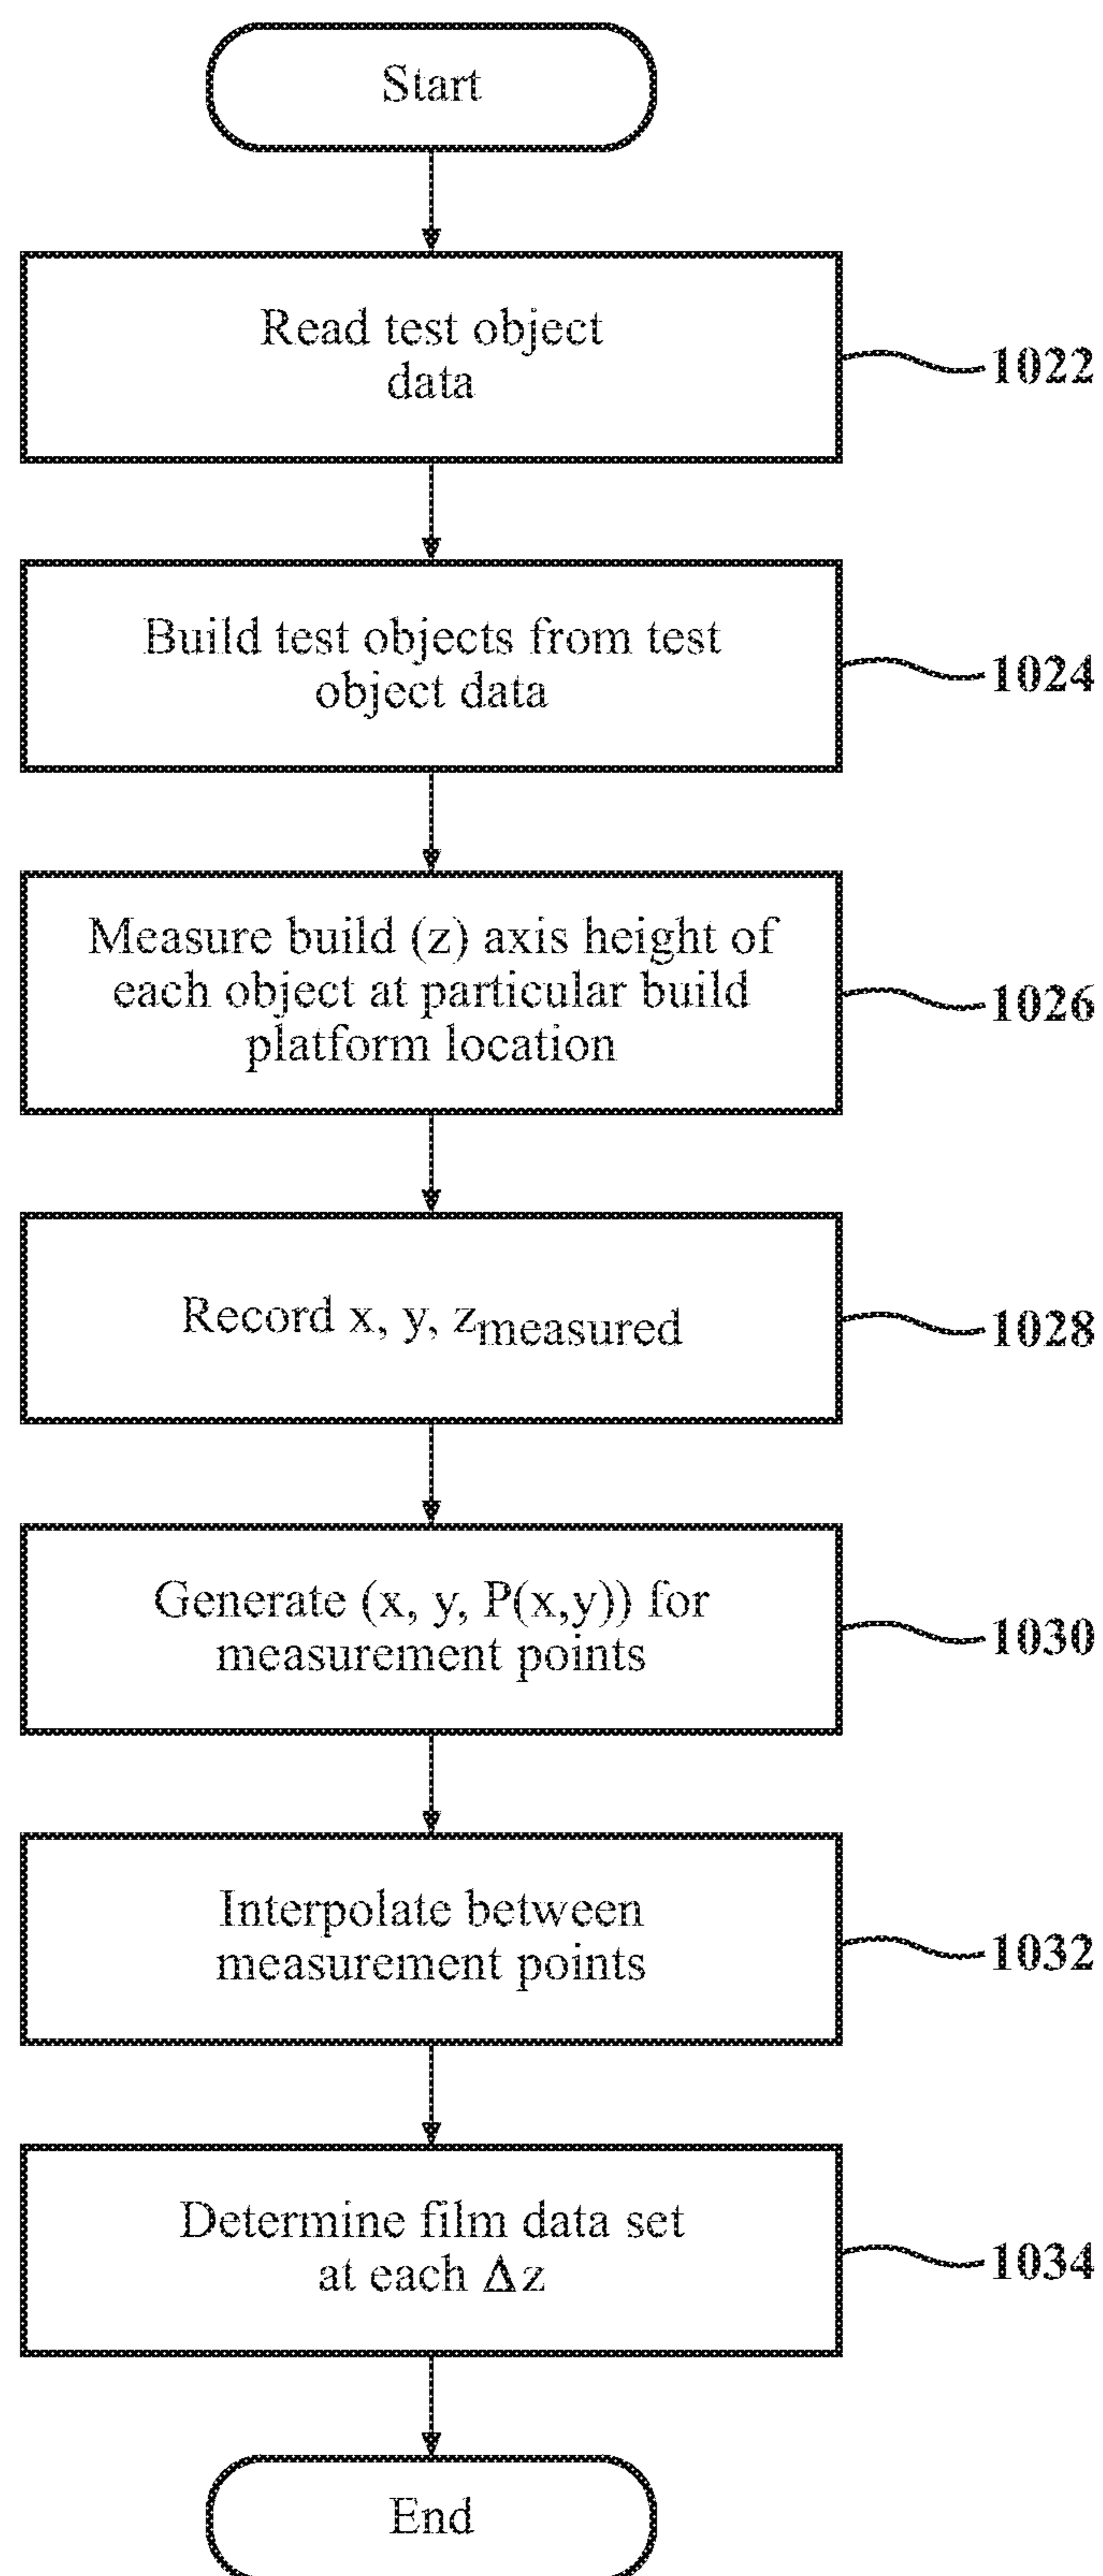 Start
Read test object
data
1022
Build test objects from test
object data
1024
Measure build (z) axis height of
each object at particular build
platform location
1026
Record x, y, zmeasured
1028
Generate (x, y, P(x,y)) for
measurement points
1030
Interpolate between
measurement points
1032
Determine film data set
at each Δz
1034
End